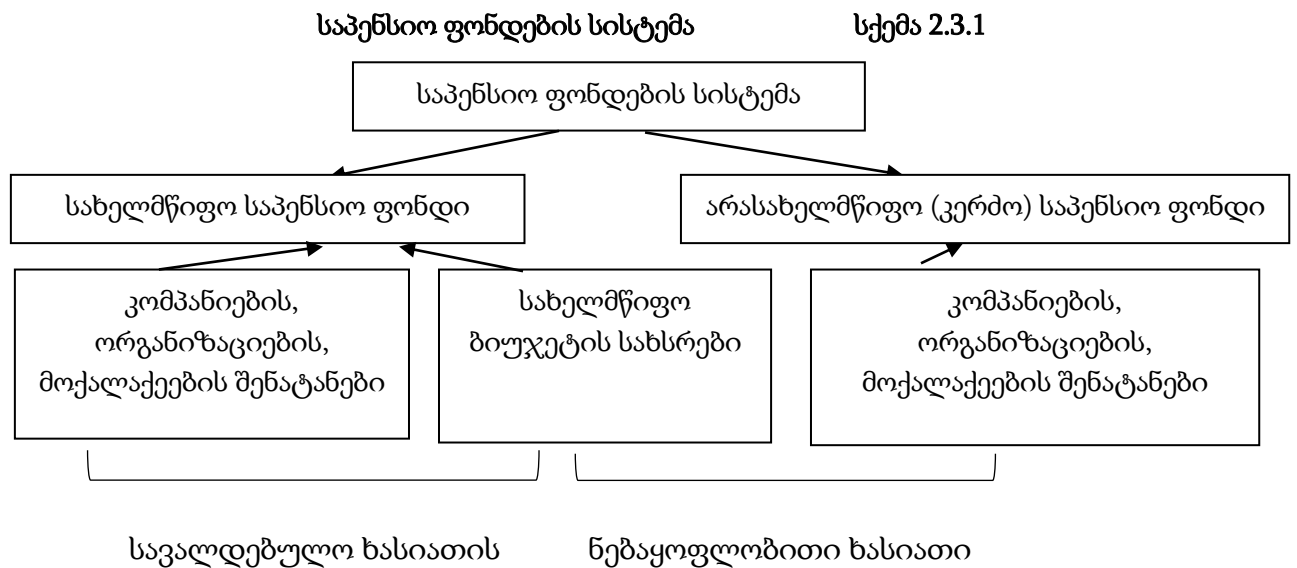 საპენსიო ფონდების სისტემა სქემა 2.3.1
საპენსიო ფონდების სისტემა
სახელმწიფო საპენსიო ფონდი
არასახელმწიფო (კერძო) საპენსიო ფონდი
კომპანიების,
ორგანიზაციების,
მოქალაქეების შენატანები
სახელმწიფო
ბიუჯეტის სახსრები
კომპანიების,
ორგანიზაციების,
მოქალაქეების შენატანები
სავალდებულო ხასიათის
ნებაყოფლობითი ხასიათი